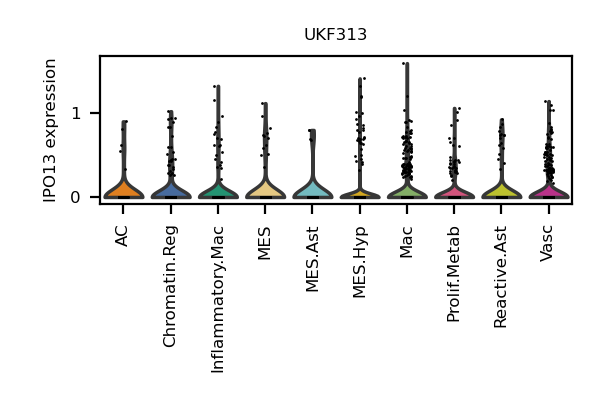 UKF313
IPO13 expression
1
0
AC
Chromatin.Reg
Inflammatory.Mac
MES
MES.Ast
MES.Hyp
Mac
Prolif.Metab
Reactive.Ast
Vasc